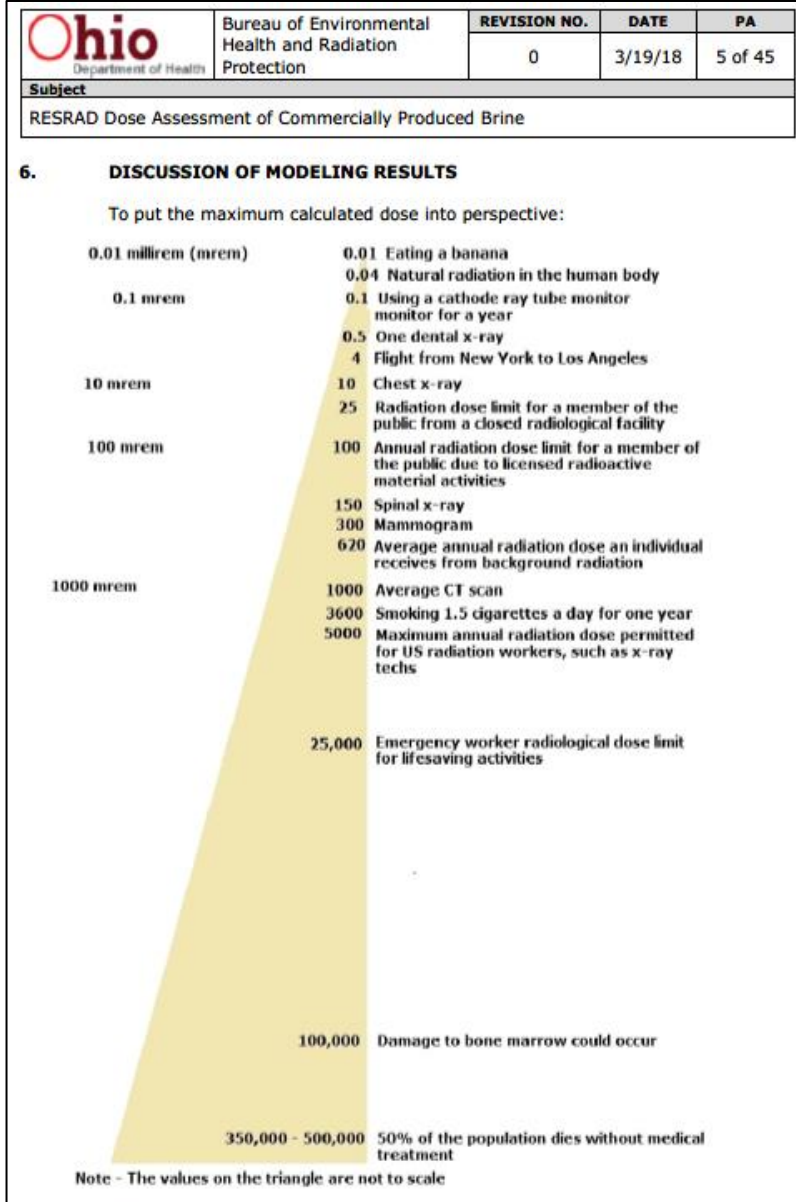 Ohio
Department of Health
Bureau of Environmental
Health and Radiation
Protection
REVISION NO. DATE PA
0 3/19/18 5 of 45
Subject
RESRAD Dose Assessment of Commercially Produced Brine
6. DISCUSSION OF MODELING RESULTS
To put the maximum calculated dose into perspective:
0.01 millirem (mrem) 0.01 Eating a banana
0.04 Natural radiation in the human body
0.1 mrem 0.1 Using a cathode ray tube monitor
monitor for a year
0.5 One dental x-ray
4 Flight from New York to Los Angeles
10 mrem 10 Chest x-ray
25 Radiation dose limit for a member of the
public from a closed radiological facility
100 mrem 100 Annual radiation dose limit for a member of
the public due to licensed radioactive
material activities
150 Spinal x-ray
300 Mammogram
620 Average annual radiation dose an individual
receives from background radiation
1000 mrem 1000 Average CT scan
3600 Smoking 1.5 cigarettes a day for one year
5000 Maximum annual radiation dose permitted
for US radiation workers, such as x-ray
techs
25,000 Emergency worker radiological dose limit
for lifesaving activities
100,000 Damage to bone marrow could occur
350,000 - 500,000 50% of the population dies without medical
treatment
Note - The values on the triangle are not to scale